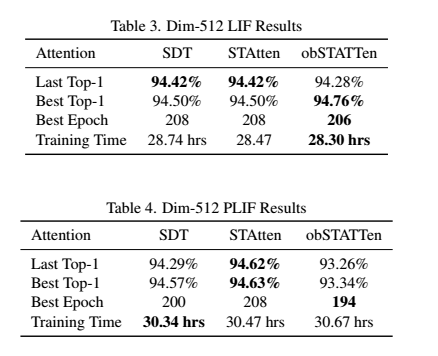 Table 3. Dim-512 LIF Results
Attention SDT STAtten obSTATTen
Last Top-1 94.42% 94.42% 94.28%
Best Top-1 94.50% 94.50% 94.76%
Best Epoch 208 208 206
Training Time 28.74 hrs 28.47 28.30 hrs
Table 4. Dim-512 PLIF Results
Attention SDT STAtten obSTATTen
Last Top-1 94.29% 94.62% 93.26%
Best Top-1 94.57% 94.63% 93.34%
Best Epoch 200 208 194
Training Time 30.34 hrs 30.47 hrs 30.67 hrs